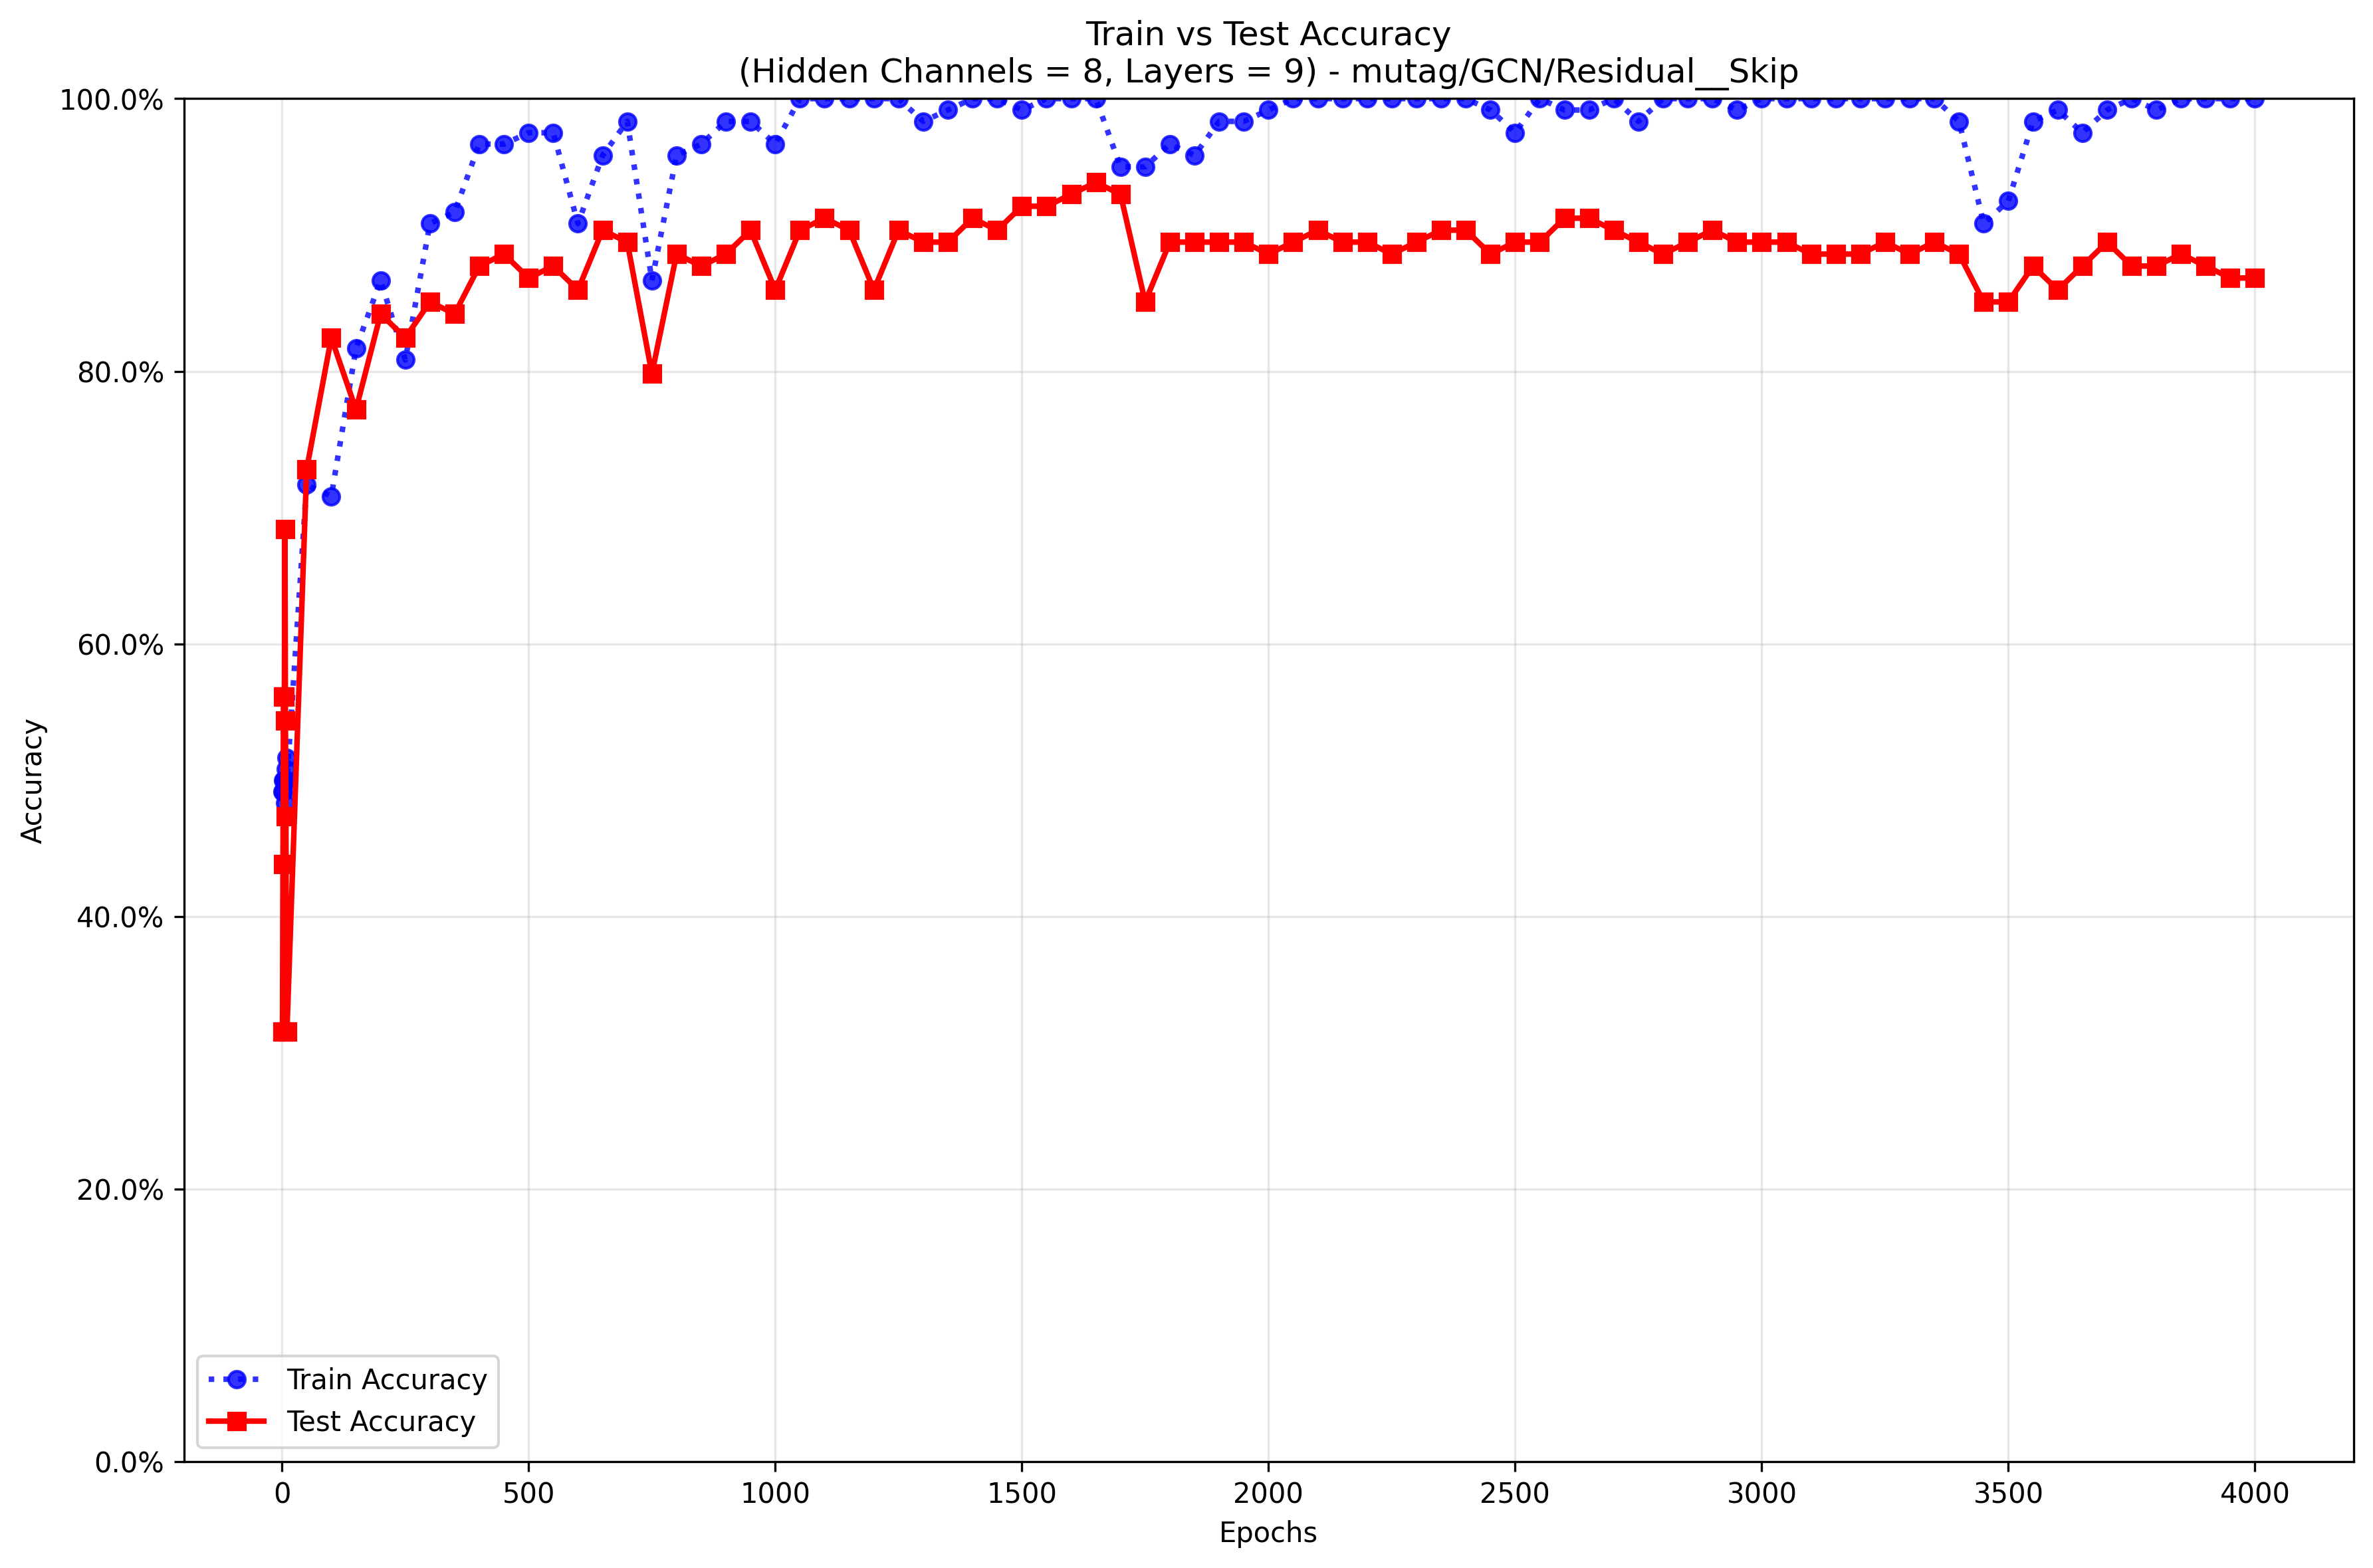 Train vs Test Accuracy
(Hidden Channels = 8, Layers = 9) - mutag/GCN/Residual__Skip
100.0%
80.0%
60.0%
40.0%
20.0%
0.0%
Accuracy
Train Accuracy
Test Accuracy
0 500 1000 1500 2000 2500 3000 3500 4000
Epochs